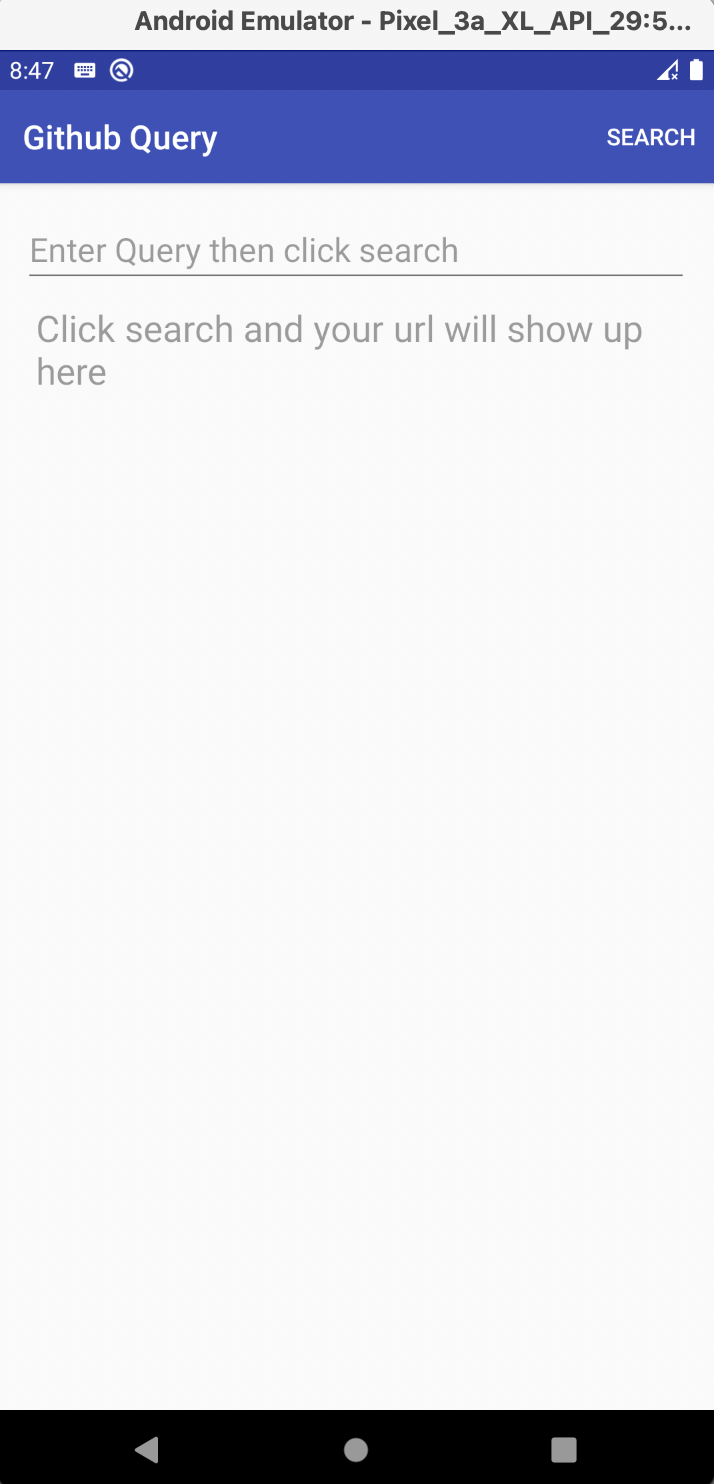 Android Emulator - Pixel_3a_XL_API_29:5...
8:47
Github Query
SEARCH
Enter Query then click search
Click search and your url will show up
here